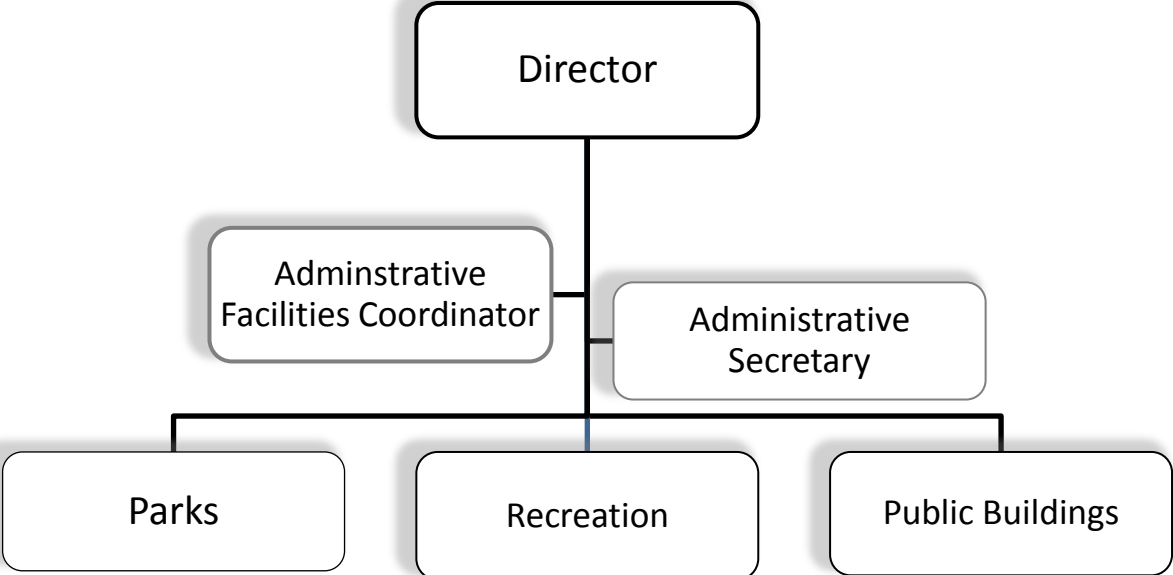 Director
Adminstrative
Facilities Coordinator
Administrative
Secretary
Parks
Recreation
Public Buildings